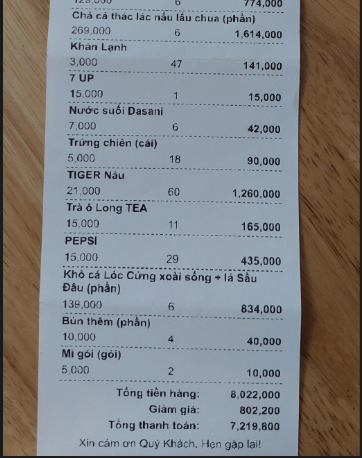 129,000 6 774,000
Chả cá thác lác nấu lẩu chua (phần)
269,000 6 1,614,000
Khăn Lạnh
3,000 47 141,000
7 UP
15,000 1 15,000
Nước suối Dasani
7,000 6 42,000
Trứng chiên (cái)
5,000 18 90,000
TIGER Nâu
21,000 60 1,260,000
Trà ô Long TEA
15,000 11 165,000
PEPSI
15,000 29 435,000
Khô cá Lóc Cửng xoài sống + lá Sầu
Đâu (phần)
139,000 6 834,000
Bún thêm (phần)
10,000 4 40,000
Mì gói (gói)
5,000 2 10,000
Tổng tiền hàng: 8,022,000
Giảm giá: 802,200
Tổng thanh toán: 7,219,800
Xin cảm ơn Quý Khách. Hẹn gặp lại!